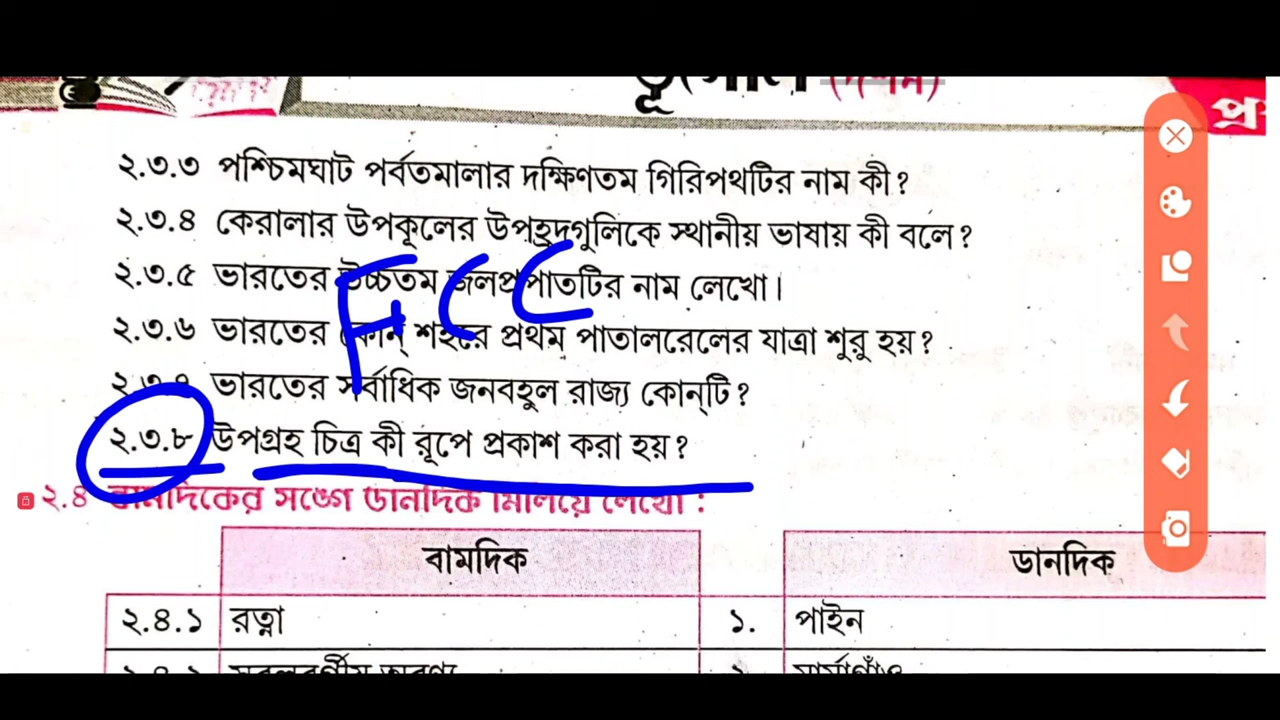 ভূগোল (দশম)
২.৩.৩ পশ্চিমঘাট পর্বতমালার দক্ষিণতম গিরিপথটির নাম কী?
২.৩.৪ কেরালার উপকূলের উপহ্রদগুলিকে স্থানীয় ভাষায় কী বলে?
২.৩.৫ ভারতের উচ্চতম জলপ্রপাতটির নাম লেখো।
২.৩.৬ ভারতের কোন্ শহরে প্রথম পাতালরেলের যাত্রা শুরু হয়?
২.৩.৭ ভারতের সর্বাধিক জনবহুল রাজ্য কোন্‌টি?
FCC
২.৩.৮ উপগ্রহ চিত্র কী রূপে প্রকাশ করা হয়?
২.৪ বামদিকের সঙ্গে ডানদিক মিলিয়ে লেখো :
বামদিক ডানদিক
২.৪.১ রত্না ১. পাইন